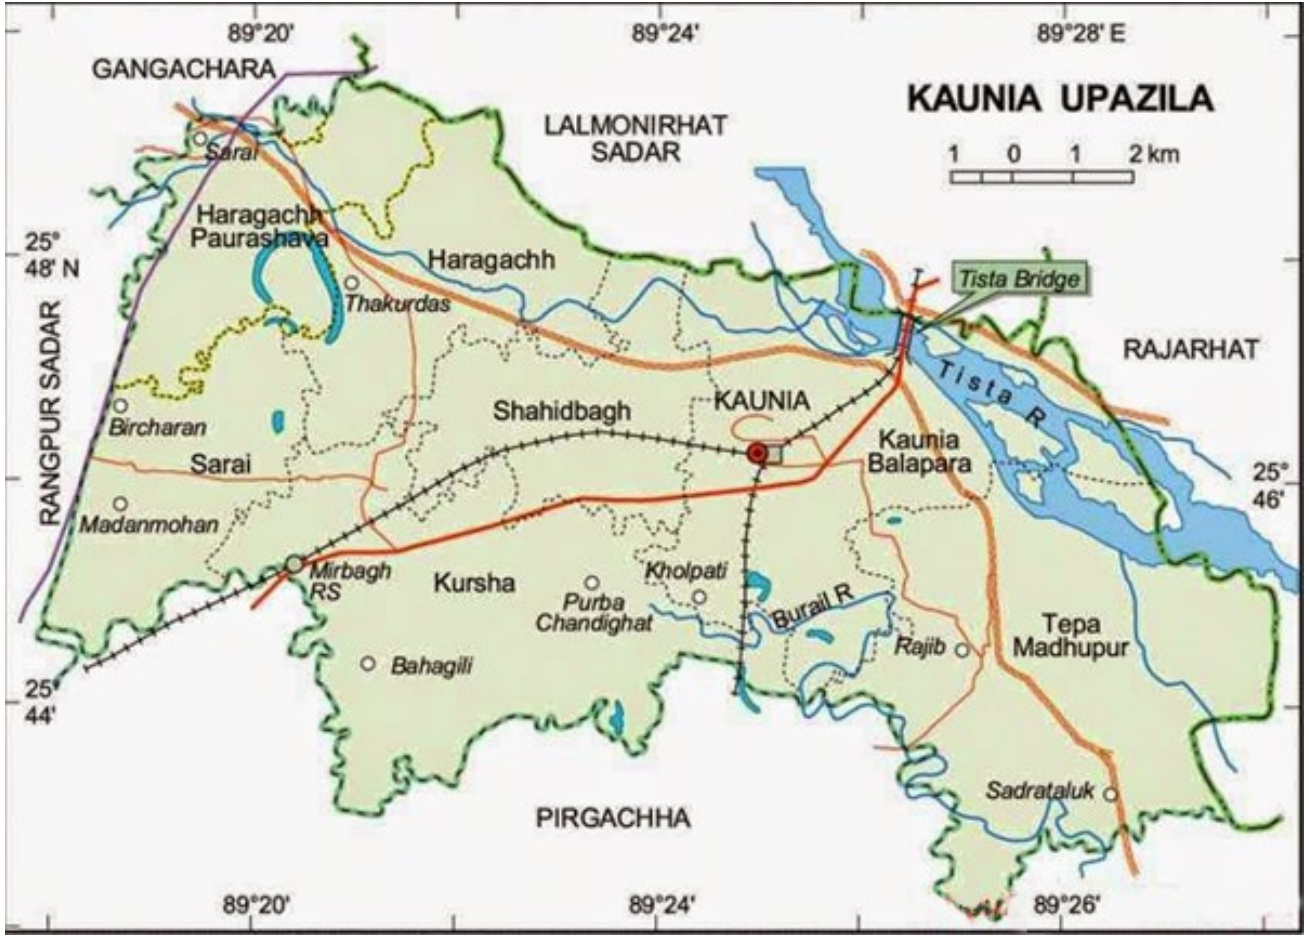 89°20'
89°24'
89°28' E
GANGACHARA
KAUNIA UPAZILA
LALMONIRHAT
SADAR
1 0 1 2 km
Sarai
Haragachh
Paurashava
25°
48' N
Haragachh
Tista Bridge
Thakurdas
RANGPUR SADAR
RAJARHAT
Tista R
Shahidbagh
KAUNIA
Bircharan
Kaunia
Balapara
Sarai
25°
46'
Madanmohan
Mirbagh
RS
Kursha
Kholpati
Purba
Chandighat
Burail R
Tepa
Madhupur
Rajib
Bahagili
25°
44'
Sadrataluk
PIRGACHHA
89°20'
89°24'
89°26'